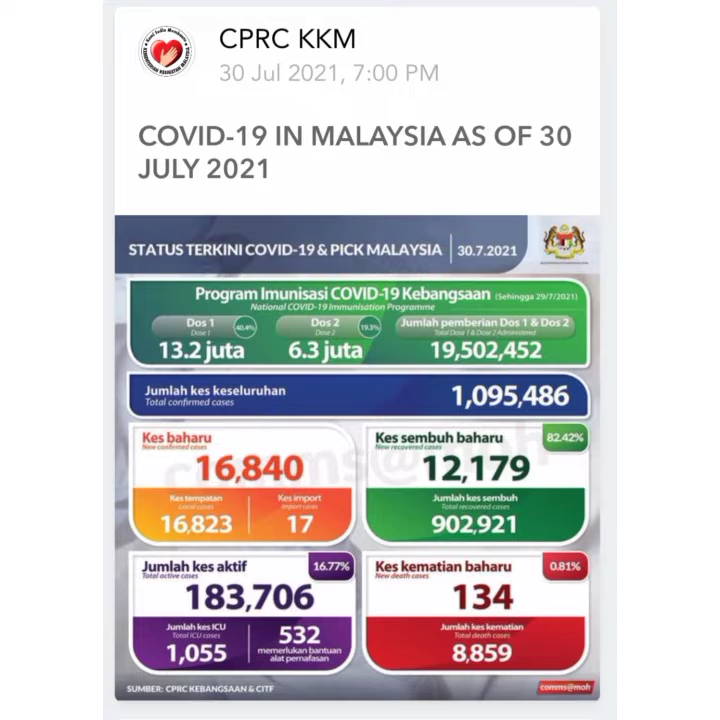 CPRC KKM
30 Jul 2021, 7:00 PM
COVID-19 IN MALAYSIA AS OF 30
JULY 2021
STATUS TERKINI COVID-19 & PICK MALAYSIA | 30.7.2021
Program Imunisasi COVID-19 Kebangsaan (Sehingga 29/7/2021)
National COVID-19 Immunisation Programme
Dos 1
Dose 1
40.4%
13.2 juta
Dos 2
Dose 2
19.3%
6.3 juta
Jumlah pemberian Dos 1 & Dos 2
Total Dose 1 & Dose 2 Administered
19,502,452
Jumlah kes keseluruhan
Total confirmed cases
1,095,486
Kes baharu
New confirmed cases
16,840
Kes tempatan
Local cases
16,823
Kes import
Import cases
17
Kes sembuh baharu
New recovered cases
82.42%
12,179
Jumlah kes sembuh
Total recovered cases
902,921
Jumlah kes aktif
Total active cases
16.77%
183,706
Jumlah kes ICU
Total ICU cases
1,055
532
memerlukan bantuan
alat pernafasan
Kes kematian baharu
New death cases
0.81%
134
Jumlah kes kematian
Total death cases
8,859
SUMBER: CPRC KEBANGSAAN & CITF
comms@moh